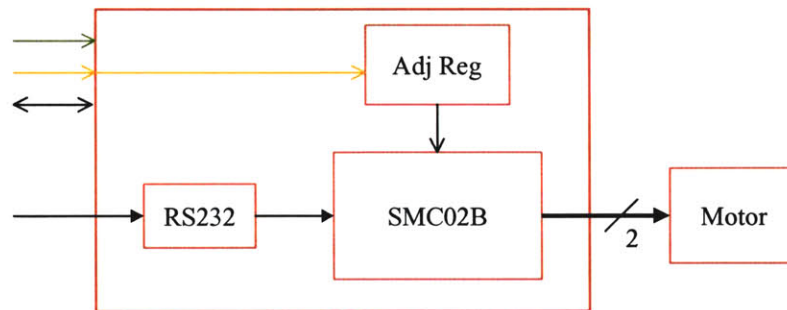 Adj Reg
RS232
SMC02B
2
Motor